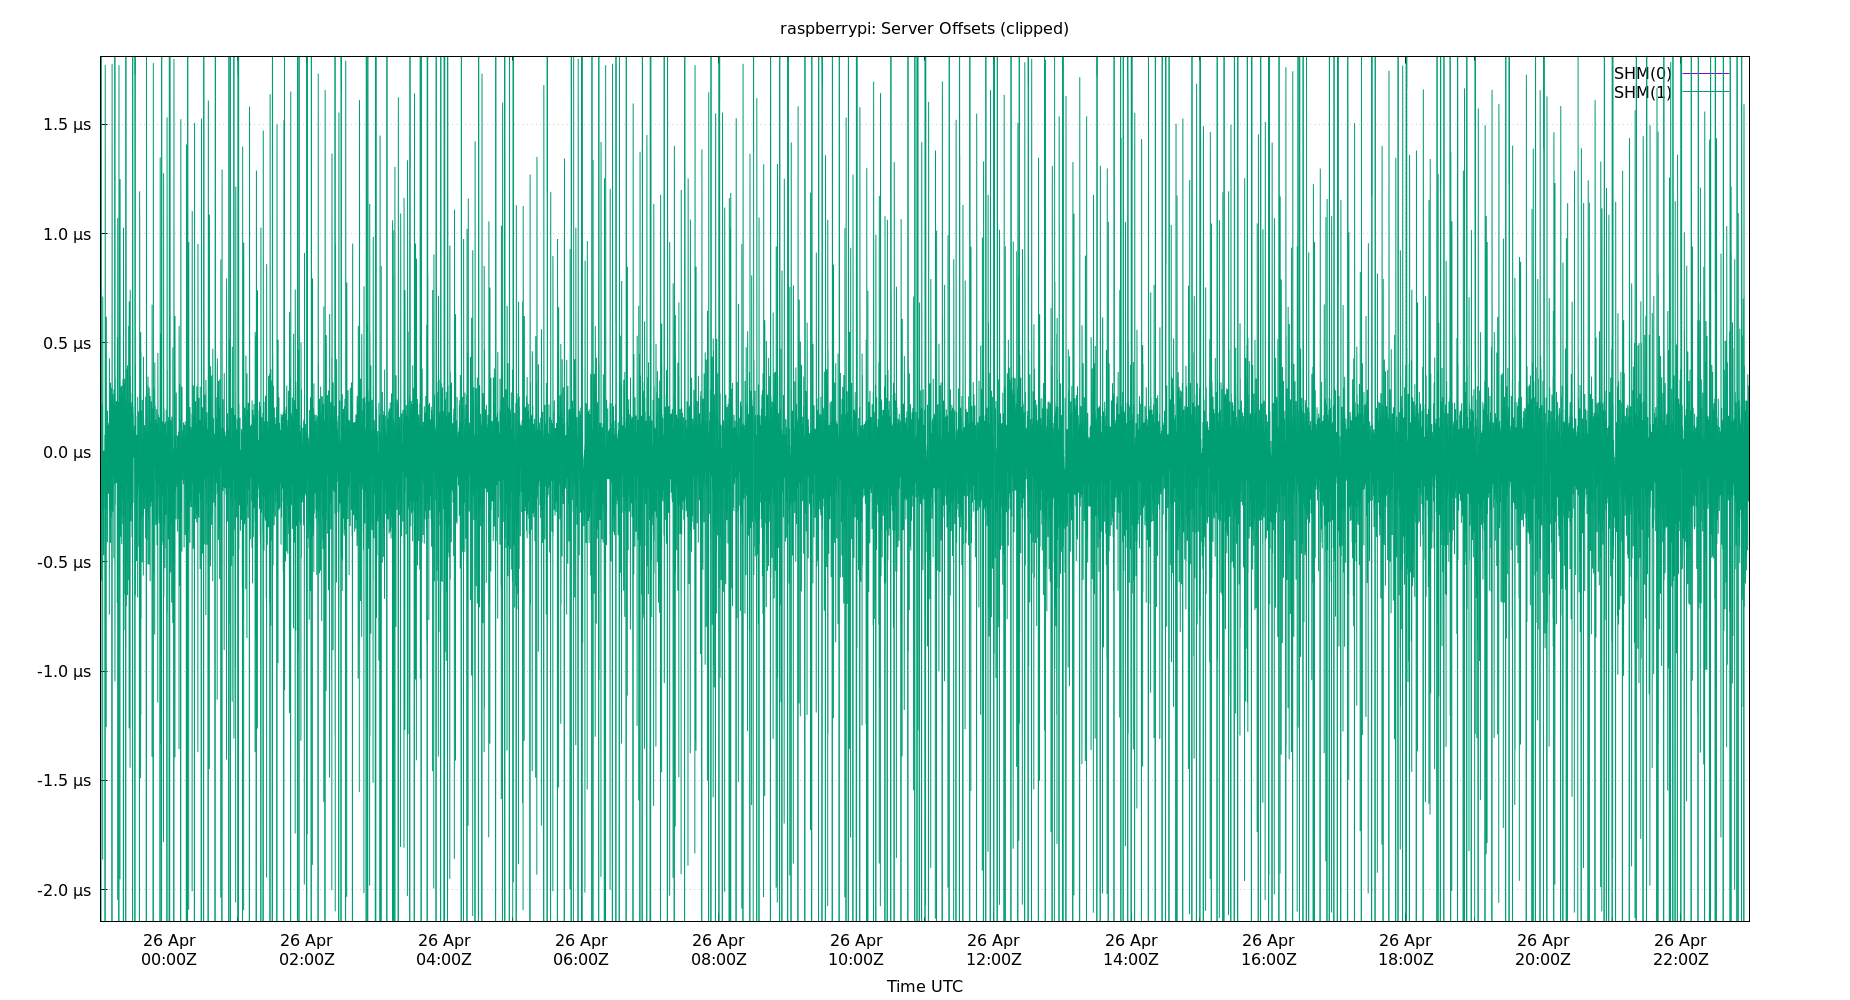 raspberrypi: Server Offsets (clipped)
SHM(0)
SHM(1)
1.5 µs
1.0 µs
0.5 µs
0.0 µs
-0.5 µs
-1.0 µs
-1.5 µs
-2.0 µs
26 Apr 26 Apr 26 Apr 26 Apr 26 Apr 26 Apr 26 Apr 26 Apr 26 Apr 26 Apr 26 Apr 26 Apr
00:00Z 02:00Z 04:00Z 06:00Z 08:00Z 10:00Z 12:00Z 14:00Z 16:00Z 18:00Z 20:00Z 22:00Z
Time UTC